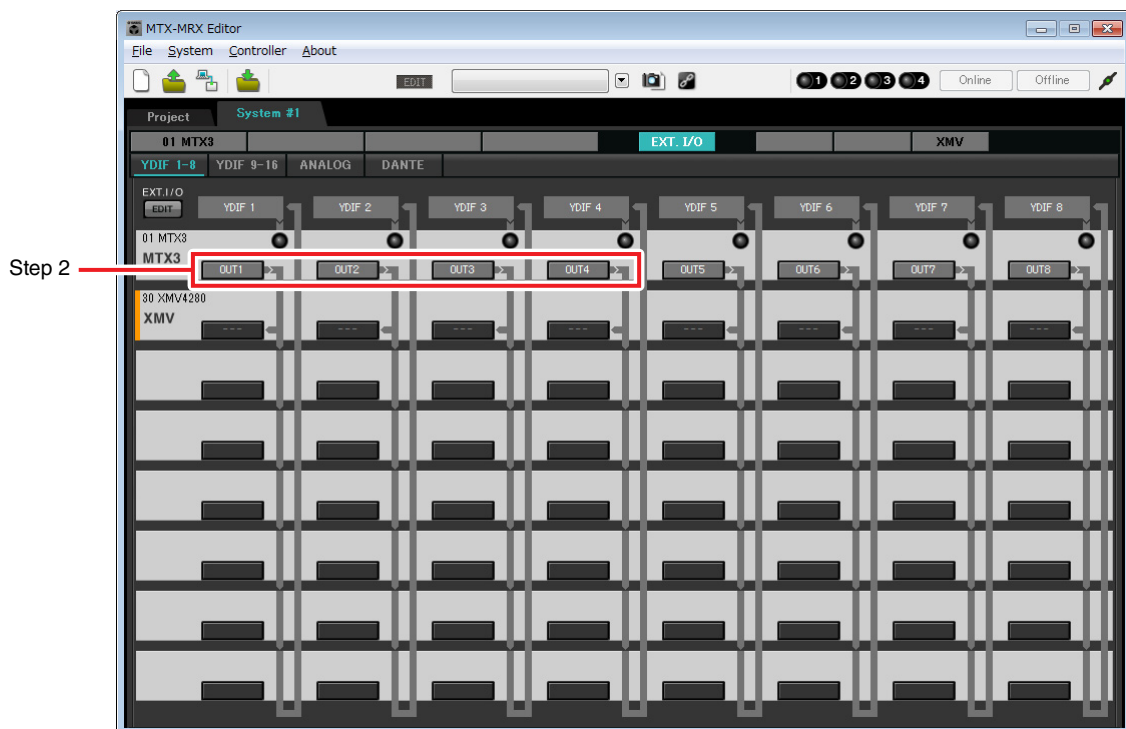 MTX-MRX Editor
File System Controller About
EDIT
1 2 3 4 Online Offline
Project System #1
01 MTX3 EXT. I/O XMV
YDIF 1-8 YDIF 9-16 ANALOG DANTE
EXT.I/O
EDIT YDIF 1 YDIF 2 YDIF 3 YDIF 4 YDIF 5 YDIF 6 YDIF 7 YDIF 8
01 MTX3
MTX3
Step 2
OUT1 OUT2 OUT3 OUT4 OUT5 OUT6 OUT7 OUT8
30 XMV4280
XMV
--- --- --- --- --- --- --- ---